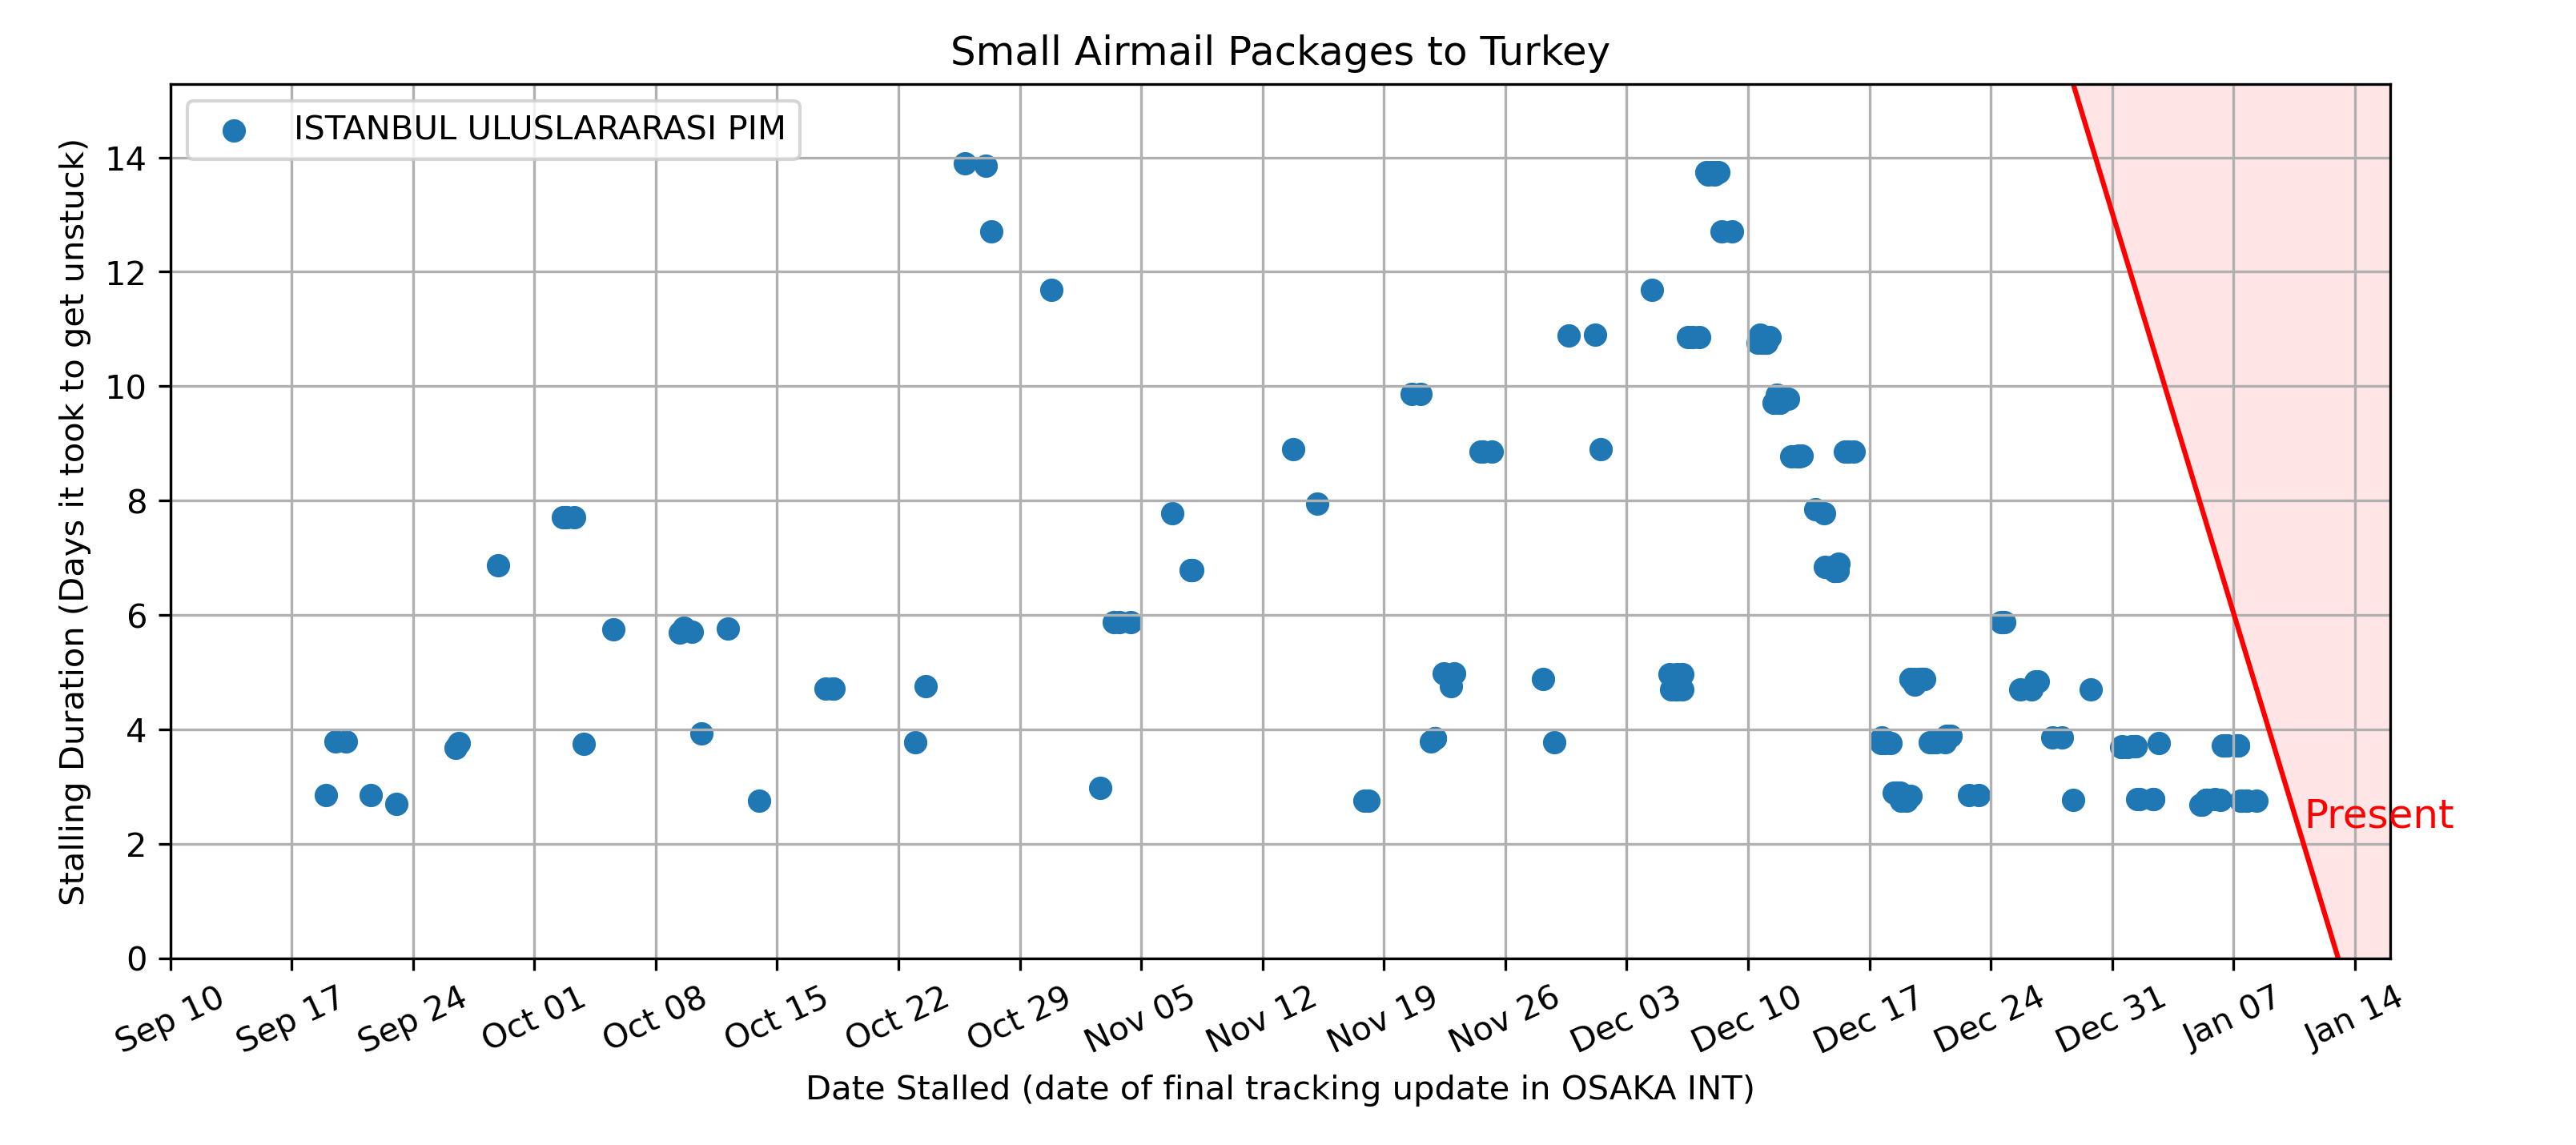 Small Airmail Packages to Turkey
ISTANBUL ULUSLARARASI PIM
Stalling Duration (Days it took to get unstuck)
14
12
10
8
6
4
2
0
Present
Sep 10
Sep 17
Sep 24
Oct 01
Oct 08
Oct 15
Oct 22
Oct 29
Nov 05
Nov 12
Nov 19
Nov 26
Dec 03
Dec 10
Dec 17
Dec 24
Dec 31
Jan 07
Jan 14
Date Stalled (date of final tracking update in OSAKA INT)